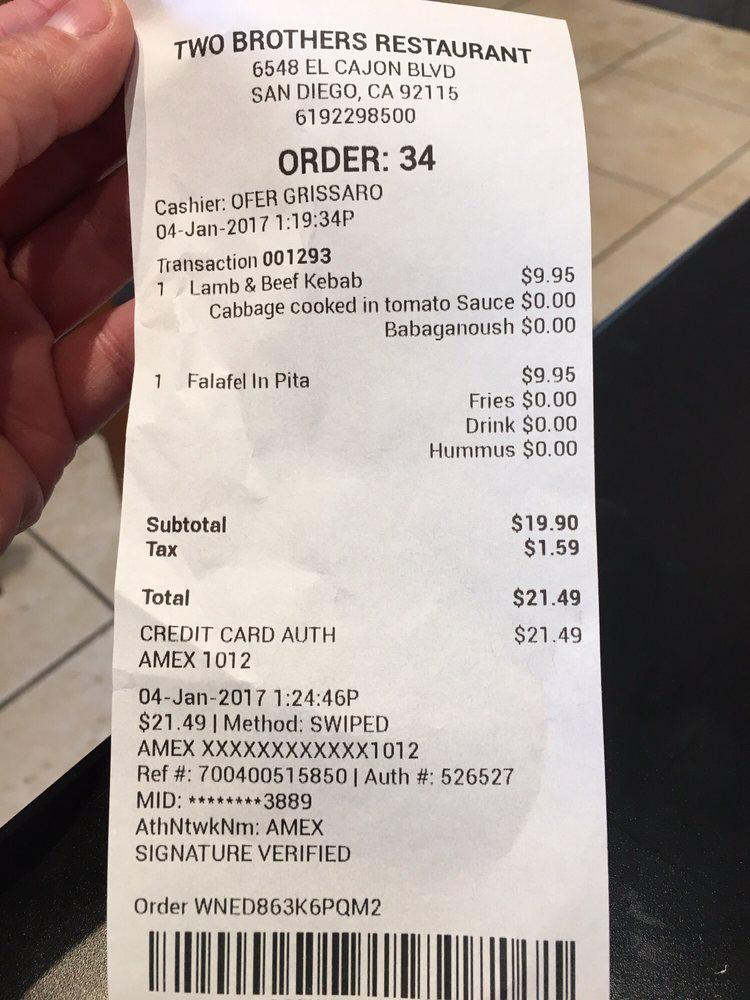 TWO BROTHERS RESTAURANT
6548 EL CAJON BLVD
SAN DIEGO, CA 92115
6192298500
ORDER: 34
Cashier: OFER GRISSARO
04-Jan-2017 1:19:34P
Transaction 001293
1 Lamb & Beef Kebab $9.95
Cabbage cooked in tomato Sauce $0.00
Babaganoush $0.00
1 Falafel In Pita $9.95
Fries $0.00
Drink $0.00
Hummus $0.00
Subtotal $19.90
Tax $1.59
Total $21.49
CREDIT CARD AUTH $21.49
AMEX 1012
04-Jan-2017 1:24:46P
$21.49 | Method: SWIPED
AMEX XXXXXXXXXXXX1012
Ref #: 700400515850 | Auth #: 526527
MID: ********3889
AthNtwkNm: AMEX
SIGNATURE VERIFIED
Order WNED863K6PQM2